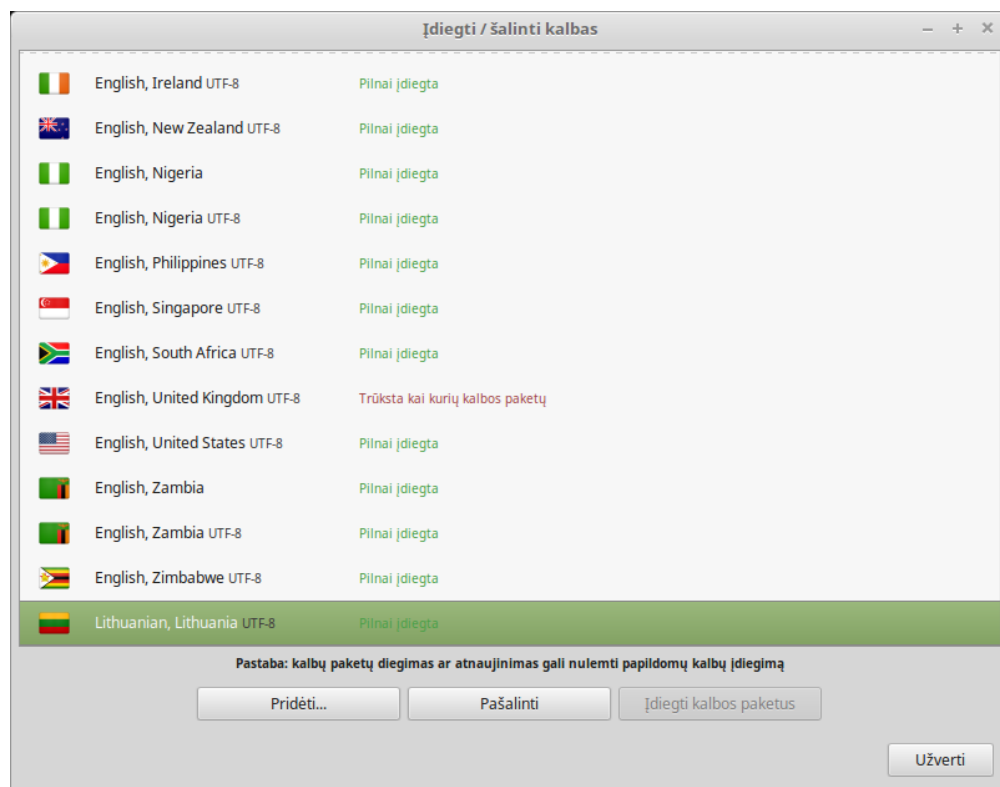 Įdiegti / šalinti kalbas
English, Ireland UTF-8 Pilnai įdiegta
English, New Zealand UTF-8 Pilnai įdiegta
English, Nigeria Pilnai įdiegta
English, Nigeria UTF-8 Pilnai įdiegta
English, Philippines UTF-8 Pilnai įdiegta
English, Singapore UTF-8 Pilnai įdiegta
English, South Africa UTF-8 Pilnai įdiegta
English, United Kingdom UTF-8 Trūksta kai kurių kalbos paketų
English, United States UTF-8 Pilnai įdiegta
English, Zambia Pilnai įdiegta
English, Zambia UTF-8 Pilnai įdiegta
English, Zimbabwe UTF-8 Pilnai įdiegta
Lithuanian, Lithuania UTF-8 Pilnai įdiegta
Pastaba: kalbų paketų diegimas ar atnaujinimas gali nulemti papildomų kalbų įdiegimą
Pridėti... Pašalinti Įdiegti kalbos paketus
Užverti